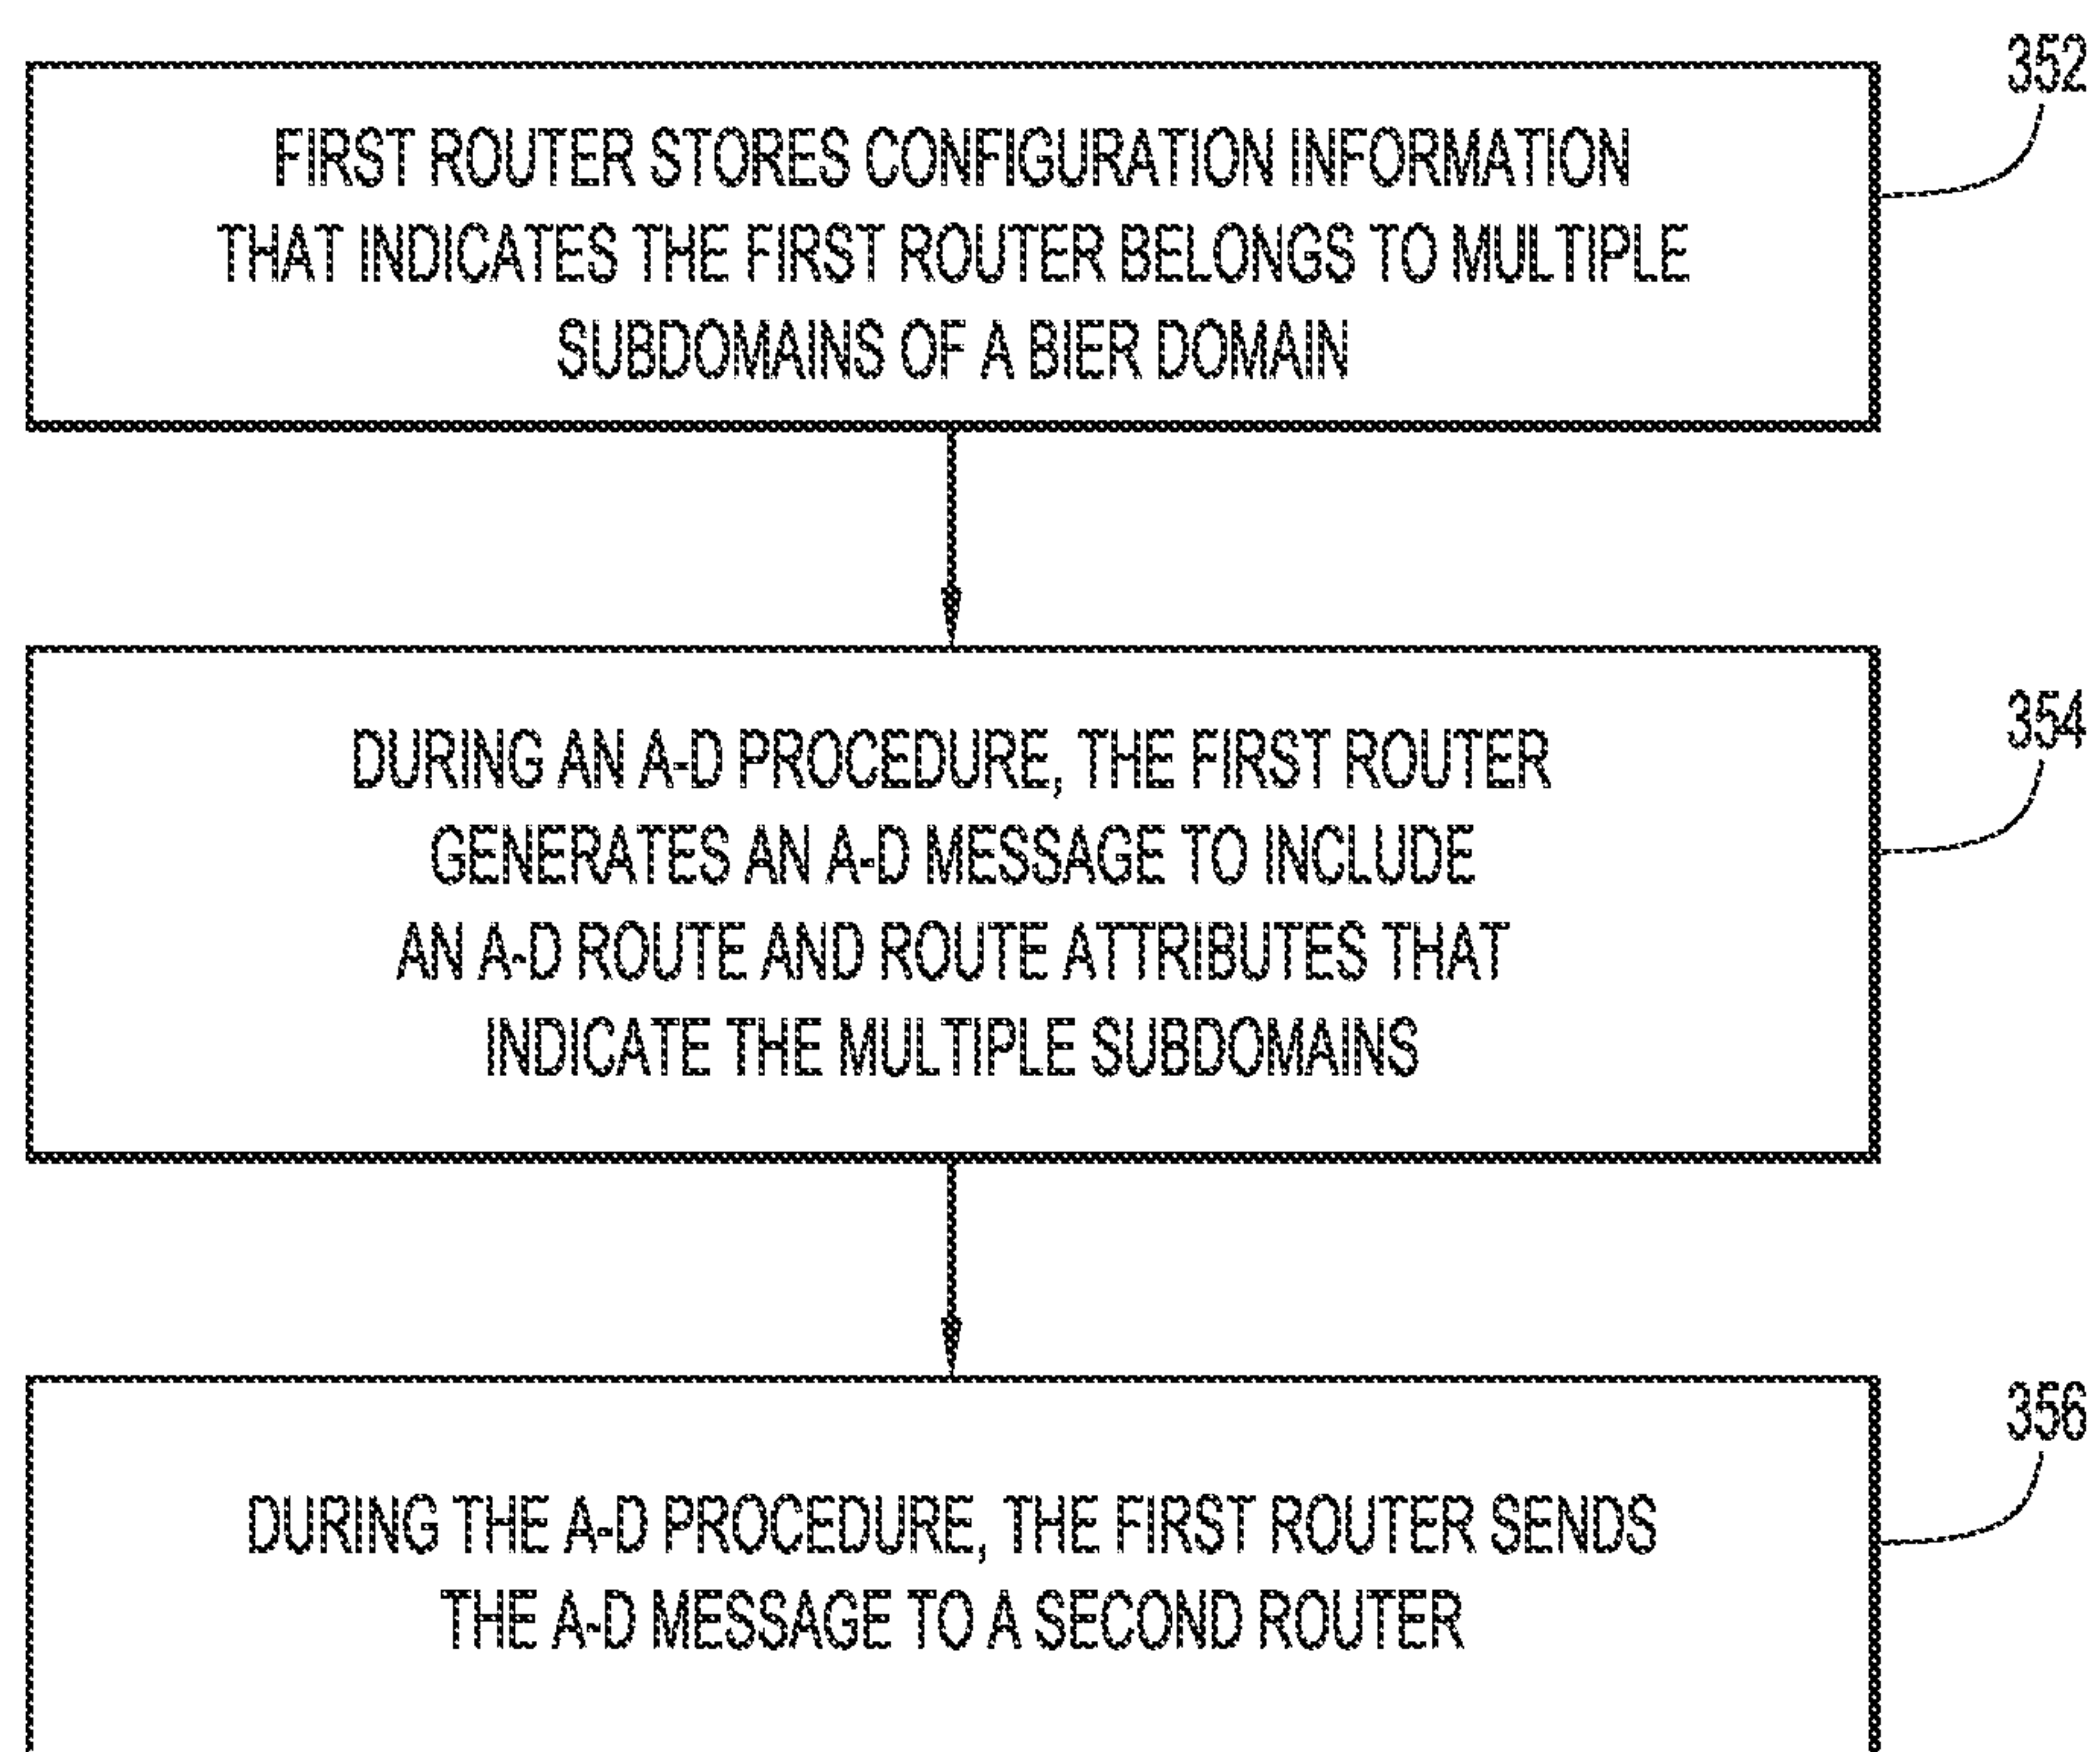 352
FIRST ROUTER STORES CONFIGURATION INFORMATION
THAT INDICATES THE FIRST ROUTER BELONGS TO MULTIPLE
SUBDOMAINS OF A BIER DOMAIN
354
DURING AN A-D PROCEDURE, THE FIRST ROUTER
GENERATES AN A-D MESSAGE TO INCLUDE
AN A-D ROUTE AND ROUTE ATTRIBUTES THAT
INDICATE THE MULTIPLE SUBDOMAINS
356
DURING THE A-D PROCEDURE, THE FIRST ROUTER SENDS
THE A-D MESSAGE TO A SECOND ROUTER